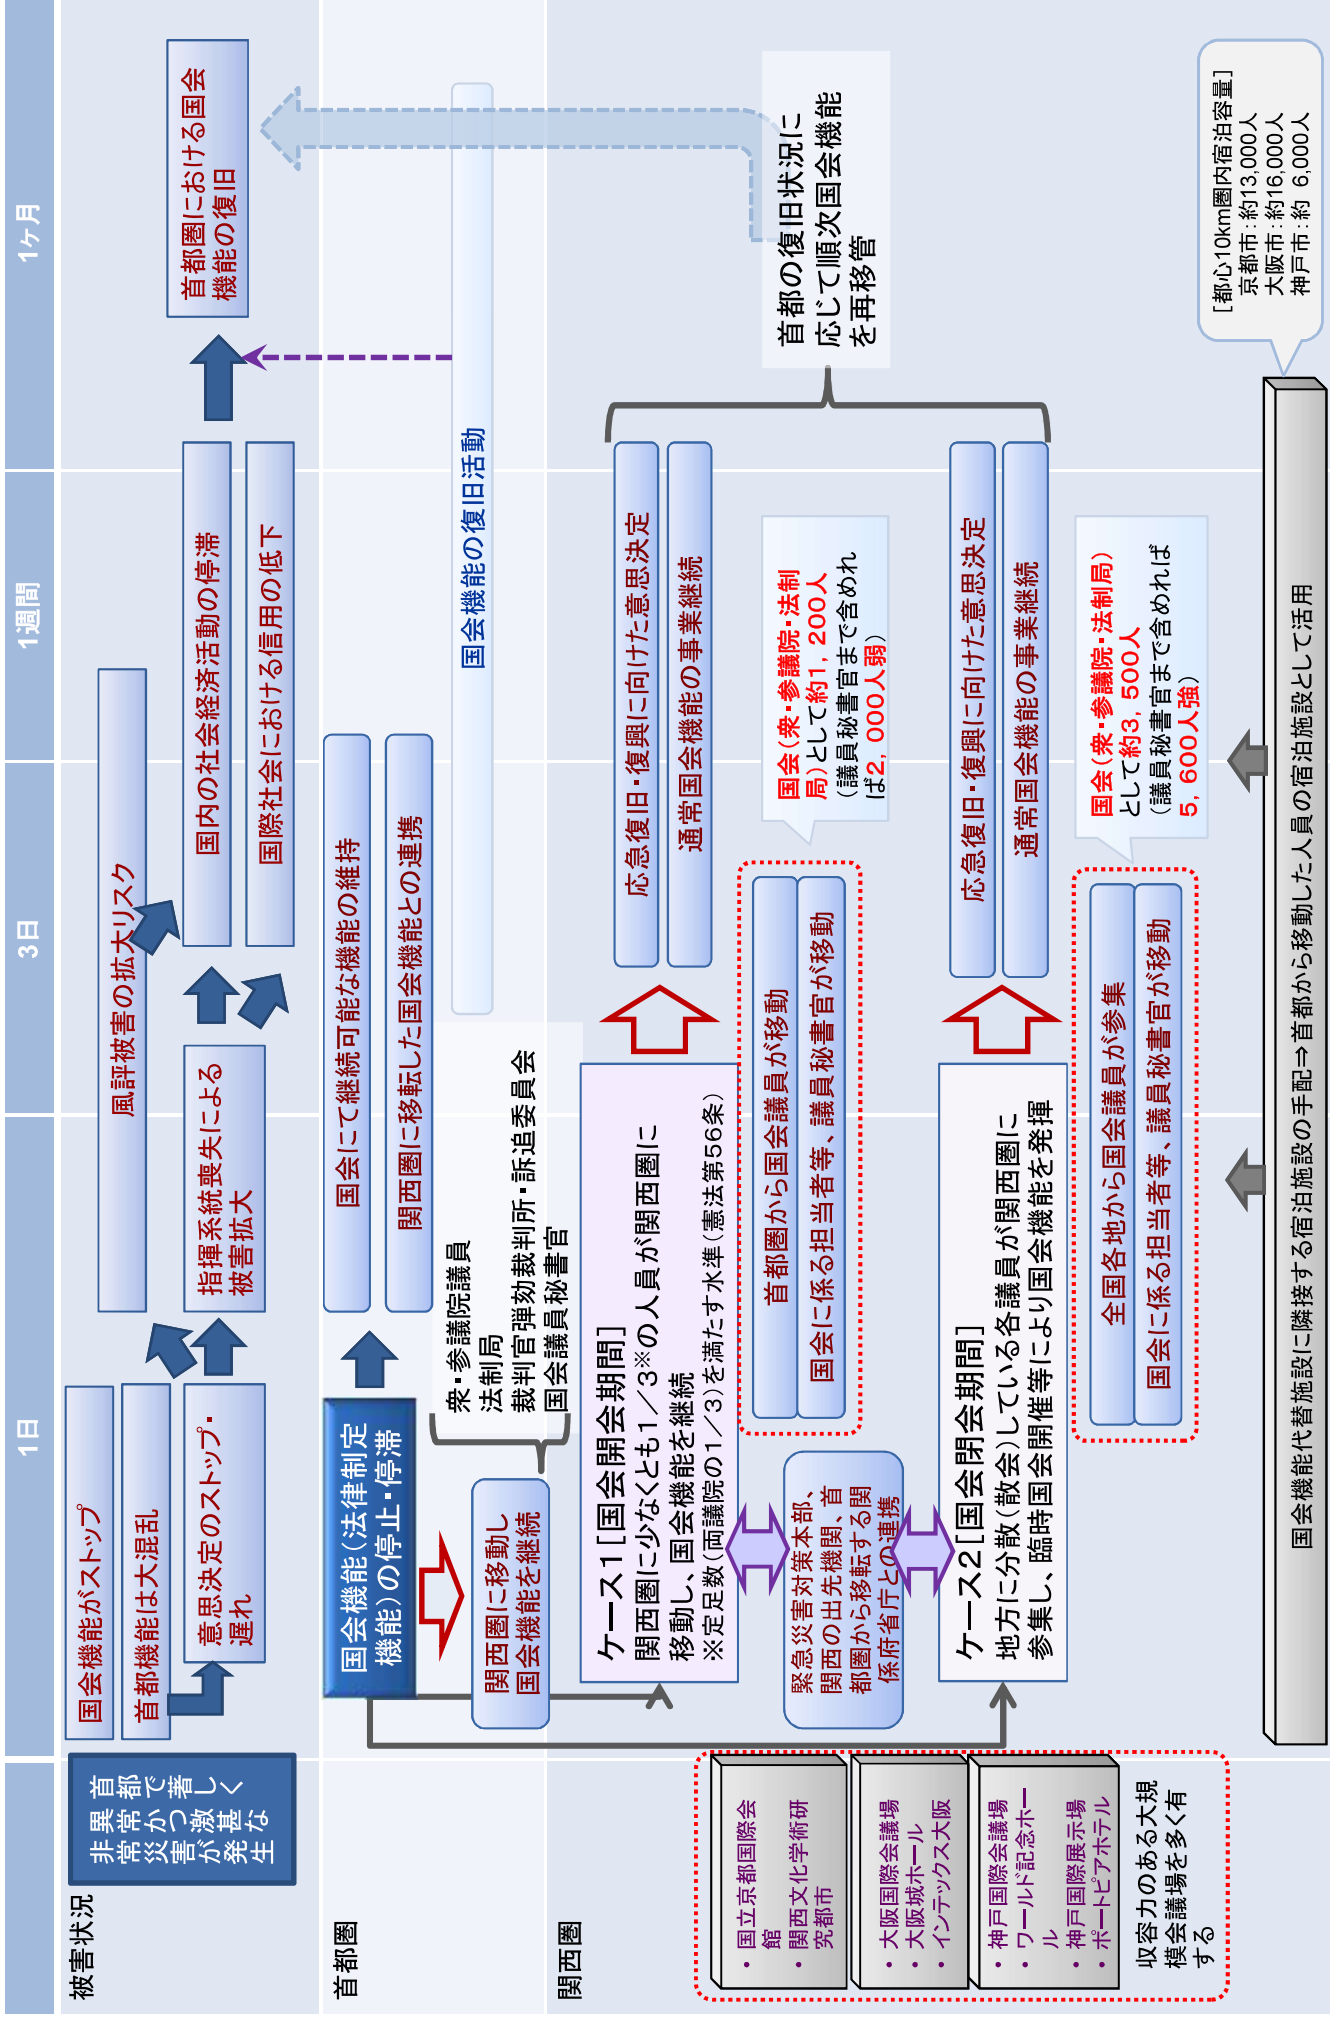 1日
3日
1週間
1ヶ月
被害状況
首都で著しく
異常かつ激甚な
非常災害が発
生
国会機能がストップ
首都機能は大混乱
意思決定のストップ・
遅れ
風評被害の拡大リスク
指揮系統喪失による
被害拡大
国内の社会経済活動の停滞
国際社会における信用の低下
首都圏における国会
機能の復旧
首都圏
国会機能(法律制定
機能)の停止・停滞
国会にて継続可能な機能の維持
関西圏に移転した国会機能との連携
国会機能の復旧活動
関西圏に移動し
国会機能を継続
衆・参議院議員
法制局
裁判官弾劾裁判所・訴追委員会
国会議員秘書官
関西圏
ケース1[国会開会期間]
関西圏に少なくとも1/3※の人員が関西圏に
移動し、国会機能を継続
※定足数(両議院の1/3)を満たす水準(憲法第56条)
応急復旧・復興に向けた意思決定
通常国会機能の事業継続
首都の復旧状況に
応じて順次国会機能
を再移管
首都圏から国会議員が移動
国会に係る担当者等、議員秘書官が移動
国会(衆・参議院・法制
局)として約1,200人
(議員秘書官まで含めれ
ば2,000人弱)
緊急災害対策本部、
関西の出先機関、首
都圏から移転する関
係府省庁との連携
ケース2[国会閉会期間]
地方に分散(散会)している各議員が関西圏に
参集し、臨時国会開催等により国会機能を発揮
応急復旧・復興に向けた意思決定
通常国会機能の事業継続
全国各地から国会議員が参集
国会に係る担当者等、議員秘書官が移動
国会(衆・参議院・法制局)
として約3,500人
(議員秘書官まで含めれば
5,600人強)
・国立京都国際会
館
・関西文化学術研
究都市
・大阪国際会議場
・大阪城ホール
・インテックス大阪
・神戸国際会議場
・ワールド記念ホー
ル
・神戸国際展示場
・ポートピアホテル
収容力のある大規
模会議場を多く有
する
国会機能代替施設に隣接する宿泊施設の手配⇒首都から移動した人員の宿泊施設として活用
[都心10km圏内宿泊容量]
京都市:約13,000人
大阪市:約16,000人
神戸市:約 6,000人